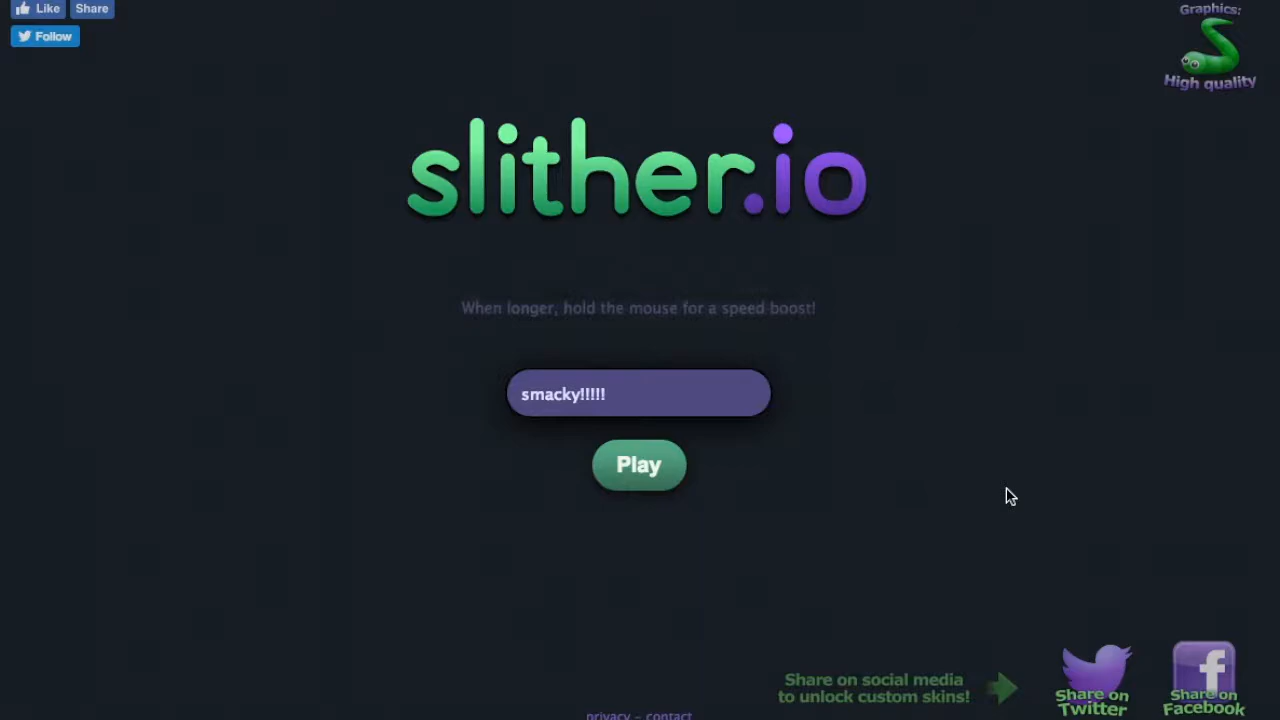 Like Share
Follow
Graphics:
High quality
slither.io
When longer, hold the mouse for a speed boost!
smacky!!!!!
Play
Share on social media
to unlock custom skins!
Share on
Twitter
Share on
Facebook
privacy - contact